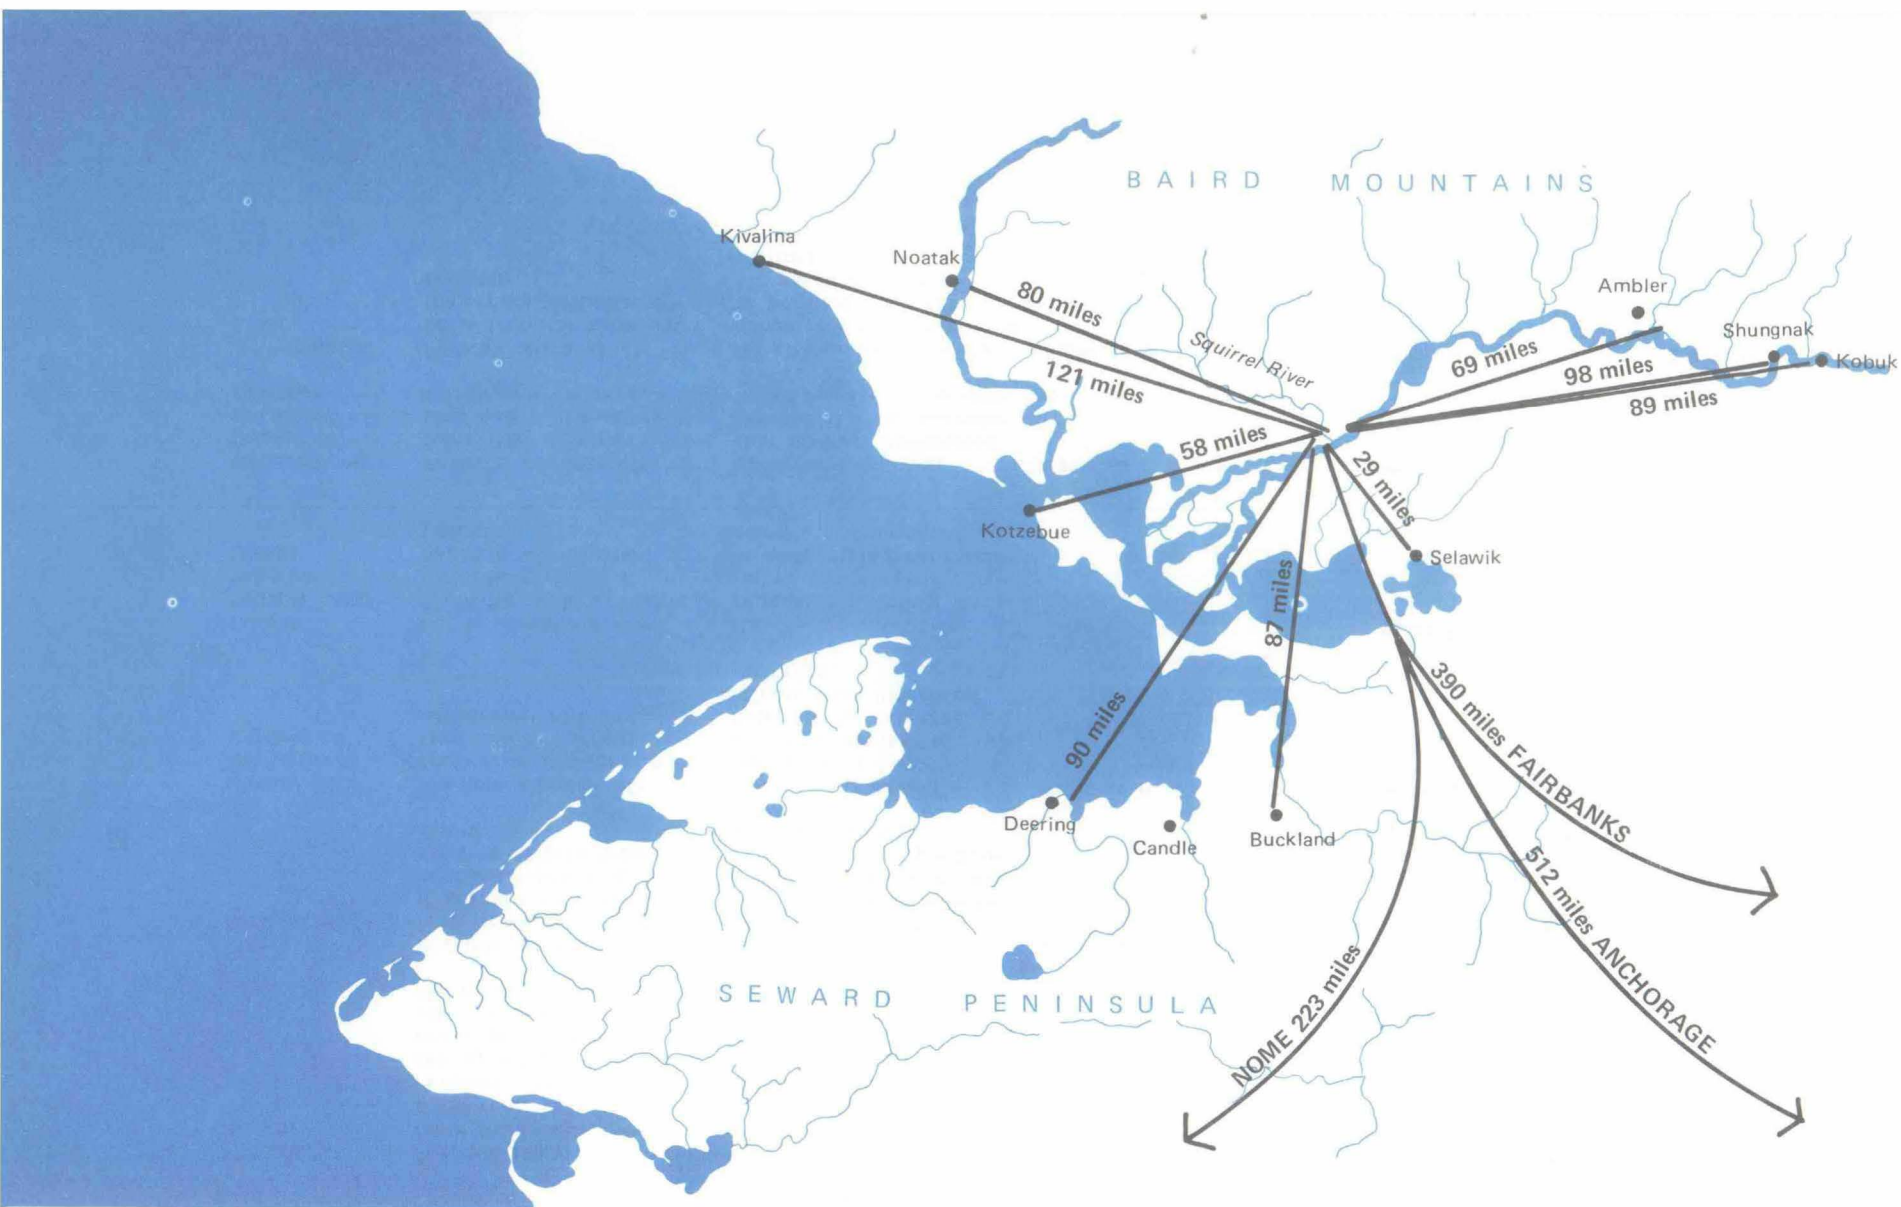 BAIRD MOUNTAINS
Kivalina
Noatak
80 miles
Ambler
Squirrel River
Shungnak
69 miles
121 miles
98 miles
Kobuk
89 miles
58 miles
29 miles
Kotzebue
Selawik
87 miles
90 miles
390 miles FAIRBANKS
Deering
Candle
Buckland
512 miles ANCHORAGE
SEWARD PENINSULA
NOME 223 miles